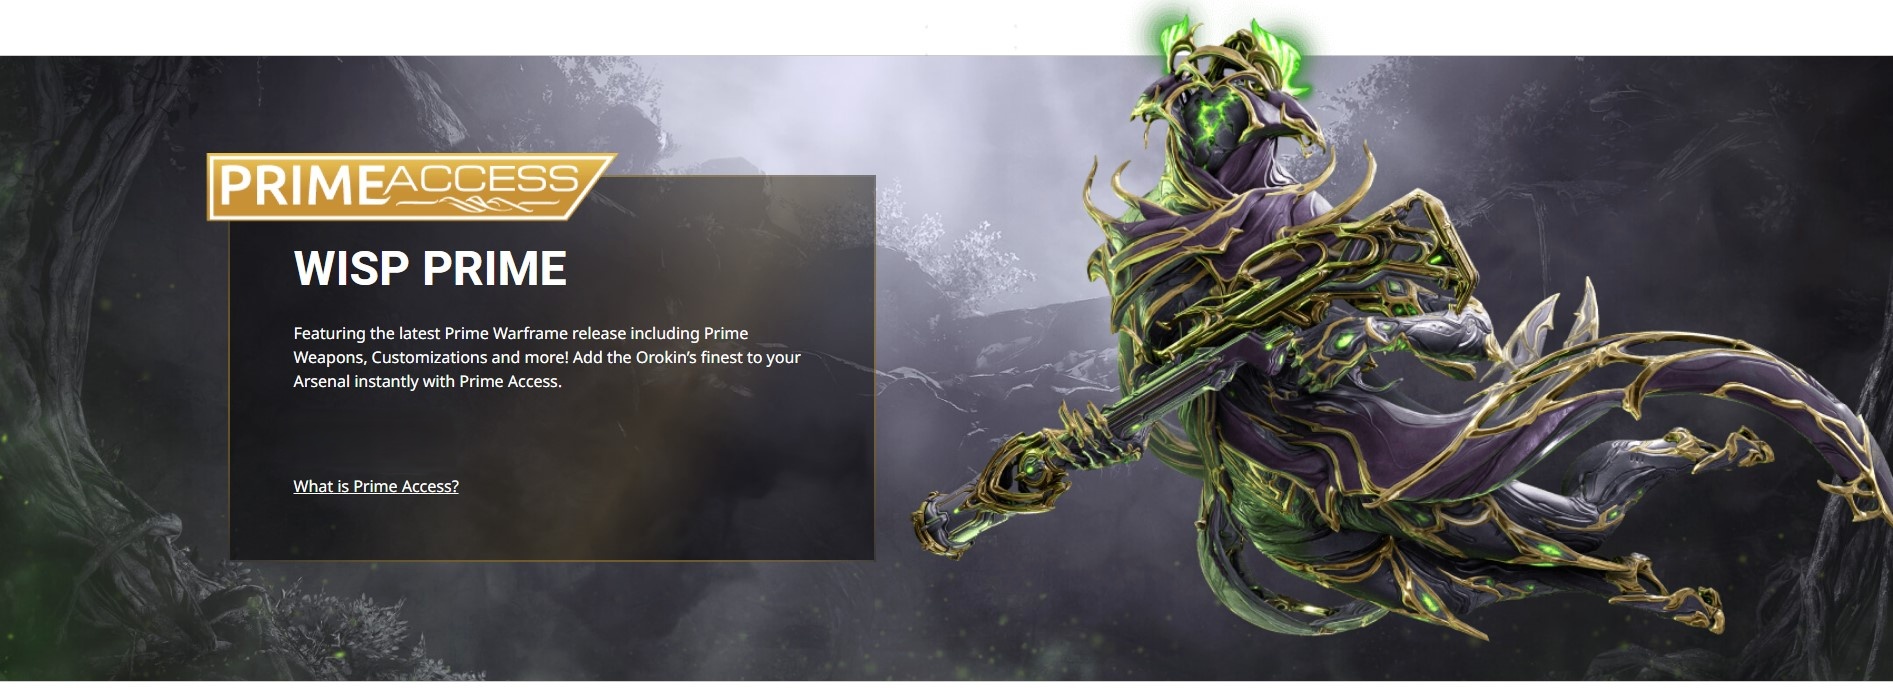 PRIMEACCESS
WISP PRIME
Featuring the latest Prime Warframe release including Prime
Weapons, Customizations and more! Add the Orokin’s finest to your
Arsenal instantly with Prime Access.
What is Prime Access?